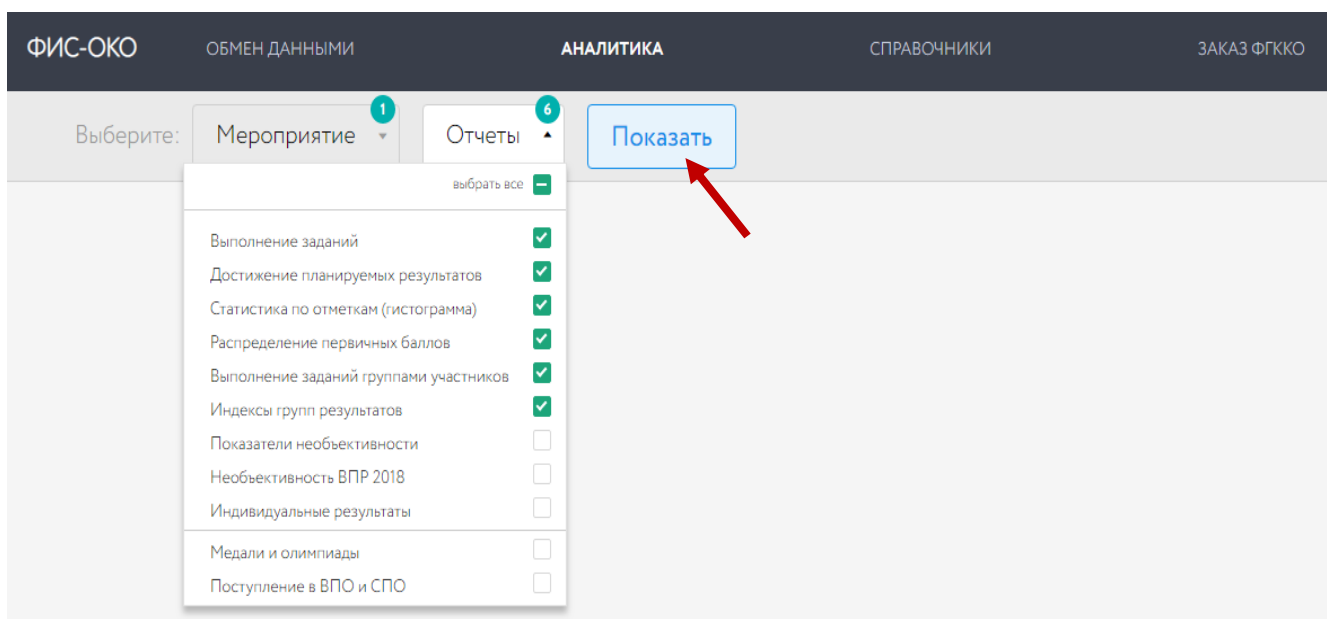 ФИС-ОКО ОБМЕН ДАННЫМИ АНАЛИТИКА СПРАВОЧНИКИ ЗАКАЗ ФГККО
Выберите: Мероприятие 1 Отчеты 6 Показать
выбрать все
Выполнение заданий
Достижение планируемых результатов
Статистика по отметкам (гистограмма)
Распределение первичных баллов
Выполнение заданий группами участников
Индексы групп результатов
Показатели необъективности
Необъективность ВПР 2018
Индивидуальные результаты
Медали и олимпиады
Поступление в ВПО и СПО